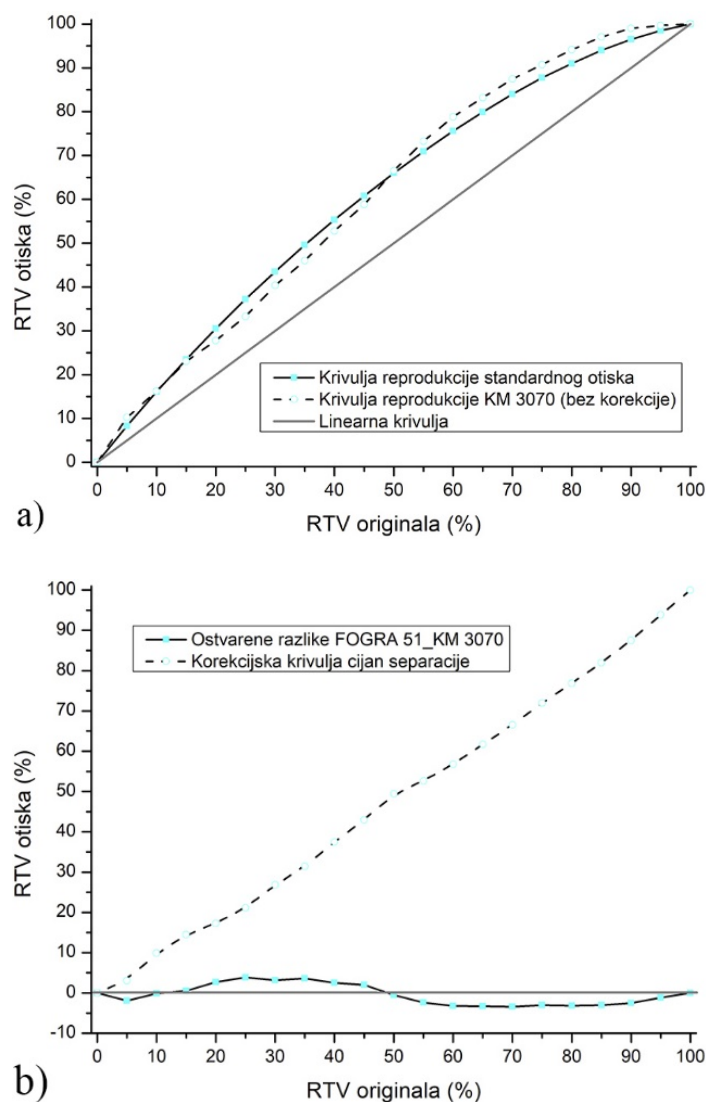 100
90
80
70
60
50
40
30
20
10
0
RTV otiska (%)
Krivulja reprodukcije standardnog otiska
Krivulja reprodukcije KM 3070 (bez korekcije)
Linearna krivulja
0 10 20 30 40 50 60 70 80 90 100
RTV originala (%)
a)
100
90
80
70
60
50
40
30
20
10
0
-10
RTV otiska (%)
Ostvarene razlike FOGRA 51_KM 3070
Korekcijska krivulja cijan separacije
0 10 20 30 40 50 60 70 80 90 100
RTV originala (%)
b)